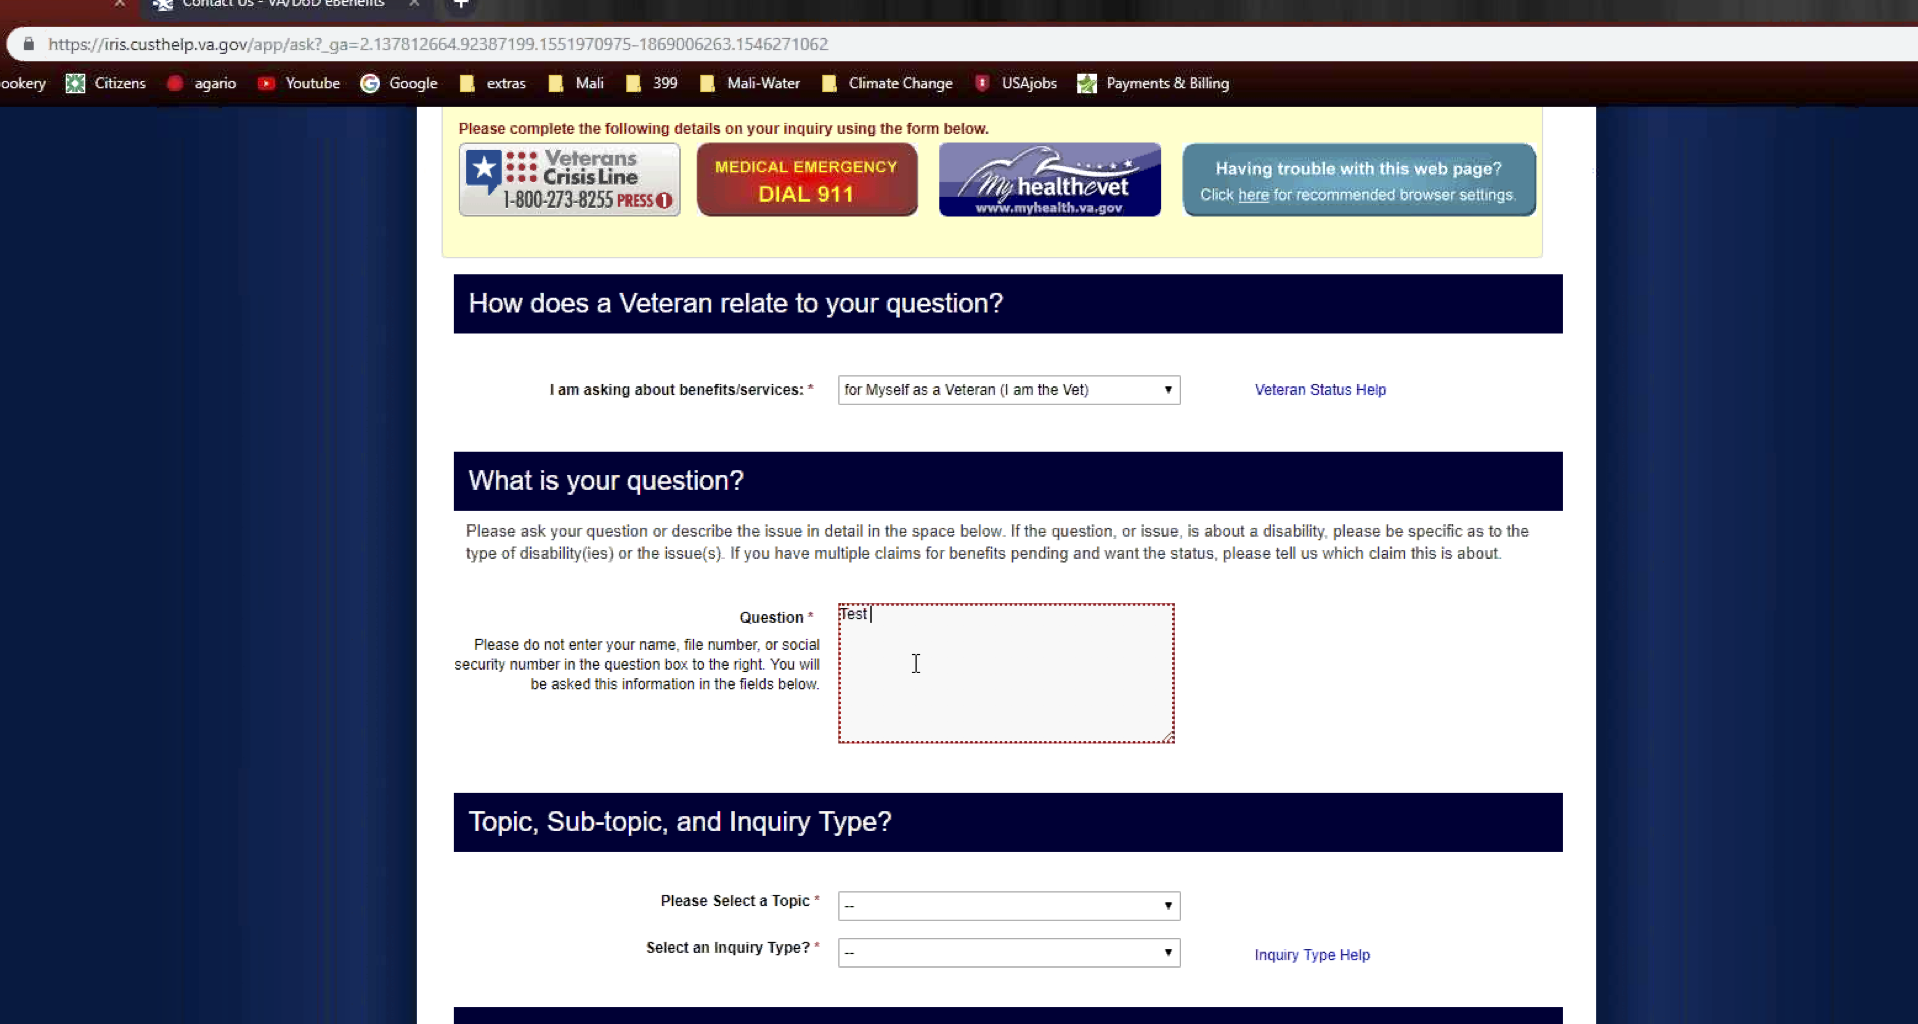 Contact Us - VA/DoD eBenefits
https://iris.custhelp.va.gov/app/ask?_ga=2.137812664.92387199.1551970975-1869006263.1546271062
ookery Citizens agario Youtube Google extras Mali 399 Mali-Water Climate Change USAjobs Payments & Billing
Please complete the following details on your inquiry using the form below.
Veterans
Crisis Line
1-800-273-8255 PRESS 1
MEDICAL EMERGENCY
DIAL 911
My healthevet
www.myhealth.va.gov
Having trouble with this web page?
Click here for recommended browser settings.
How does a Veteran relate to your question?
I am asking about benefits/services: * for Myself as a Veteran (I am the Vet) Veteran Status Help
What is your question?
Please ask your question or describe the issue in detail in the space below. If the question, or issue, is about a disability, please be specific as to the
type of disability(ies) or the issue(s). If you have multiple claims for benefits pending and want the status, please tell us which claim this is about.
Question * Test
Please do not enter your name, file number, or social
security number in the question box to the right. You will
be asked this information in the fields below.
Topic, Sub-topic, and Inquiry Type?
Please Select a Topic * --
Select an Inquiry Type? * -- Inquiry Type Help